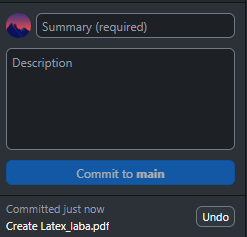 Summary (required)
Description
Commit to main
Committed just now
Create Latex_laba.pdf
Undo